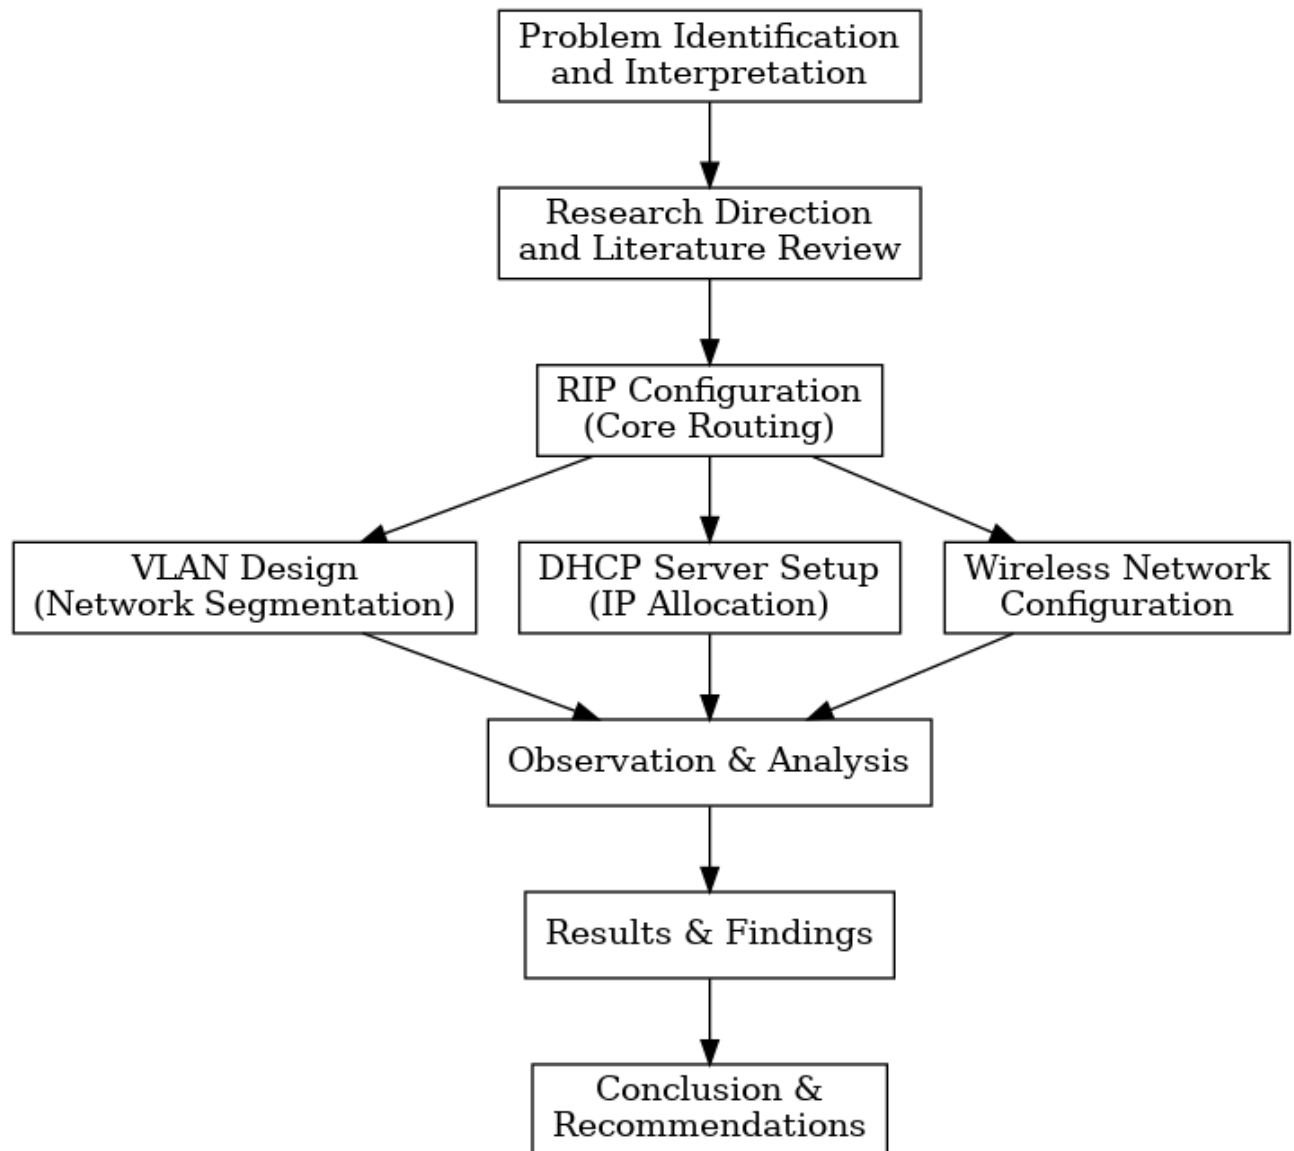 Problem Identification
and Interpretation
Research Direction
and Literature Review
RIP Configuration
(Core Routing)
VLAN Design
(Network Segmentation)
DHCP Server Setup
(IP Allocation)
Wireless Network
Configuration
Observation & Analysis
Results & Findings
Conclusion &
Recommendations